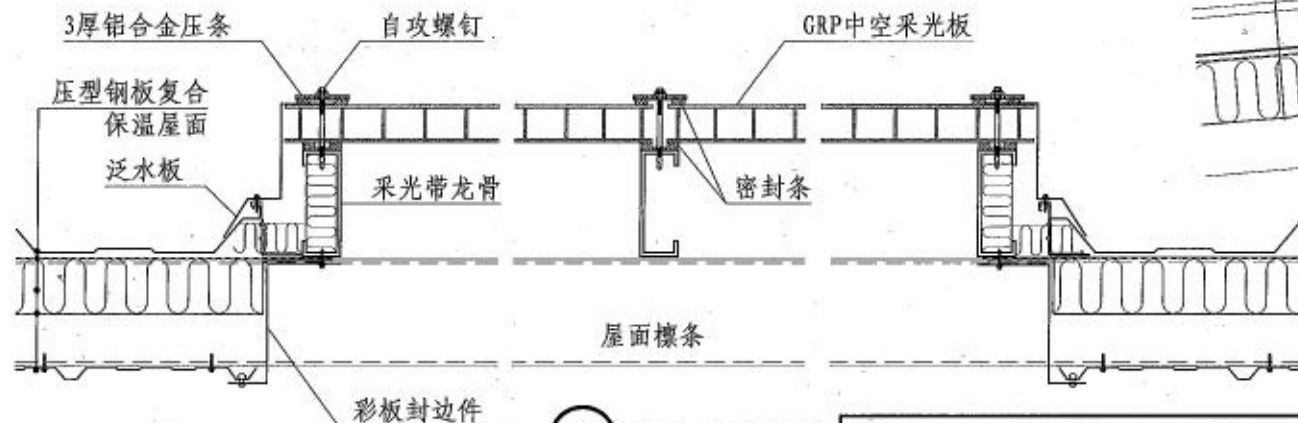 3厚铝合金压条
自攻螺钉
GRP中空采光板
压型钢板复合
保温屋面
泛水板
采光带龙骨
密封条
屋面檩条
彩板封边件